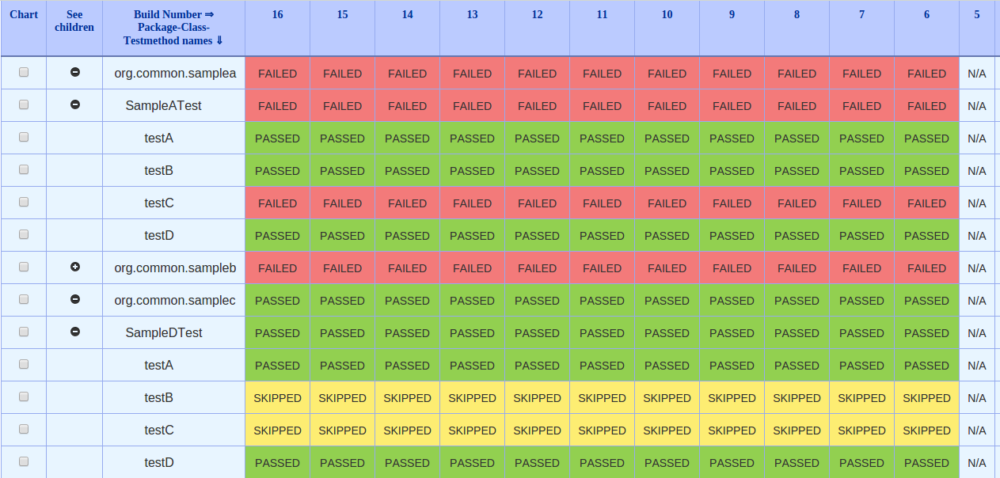 Chart See children Build Number ⇒ Package-Class-Testmethod names ⇓ 16 15 14 13 12 11 10 9 8 7 6 5
org.common.samplea FAILED FAILED FAILED FAILED FAILED FAILED FAILED FAILED FAILED FAILED FAILED N/A
SampleATest FAILED FAILED FAILED FAILED FAILED FAILED FAILED FAILED FAILED FAILED FAILED N/A
testA PASSED PASSED PASSED PASSED PASSED PASSED PASSED PASSED PASSED PASSED PASSED N/A
testB PASSED PASSED PASSED PASSED PASSED PASSED PASSED PASSED PASSED PASSED PASSED N/A
testC FAILED FAILED FAILED FAILED FAILED FAILED FAILED FAILED FAILED FAILED FAILED N/A
testD PASSED PASSED PASSED PASSED PASSED PASSED PASSED PASSED PASSED PASSED PASSED N/A
org.common.sampleb FAILED FAILED FAILED FAILED FAILED FAILED FAILED FAILED FAILED FAILED FAILED N/A
org.common.samplec PASSED PASSED PASSED PASSED PASSED PASSED PASSED PASSED PASSED PASSED PASSED N/A
SampleDTest PASSED PASSED PASSED PASSED PASSED PASSED PASSED PASSED PASSED PASSED PASSED N/A
testA PASSED PASSED PASSED PASSED PASSED PASSED PASSED PASSED PASSED PASSED PASSED N/A
testB SKIPPED SKIPPED SKIPPED SKIPPED SKIPPED SKIPPED SKIPPED SKIPPED SKIPPED SKIPPED SKIPPED N/A
testC SKIPPED SKIPPED SKIPPED SKIPPED SKIPPED SKIPPED SKIPPED SKIPPED SKIPPED SKIPPED SKIPPED N/A
testD PASSED PASSED PASSED PASSED PASSED PASSED PASSED PASSED PASSED PASSED PASSED N/A